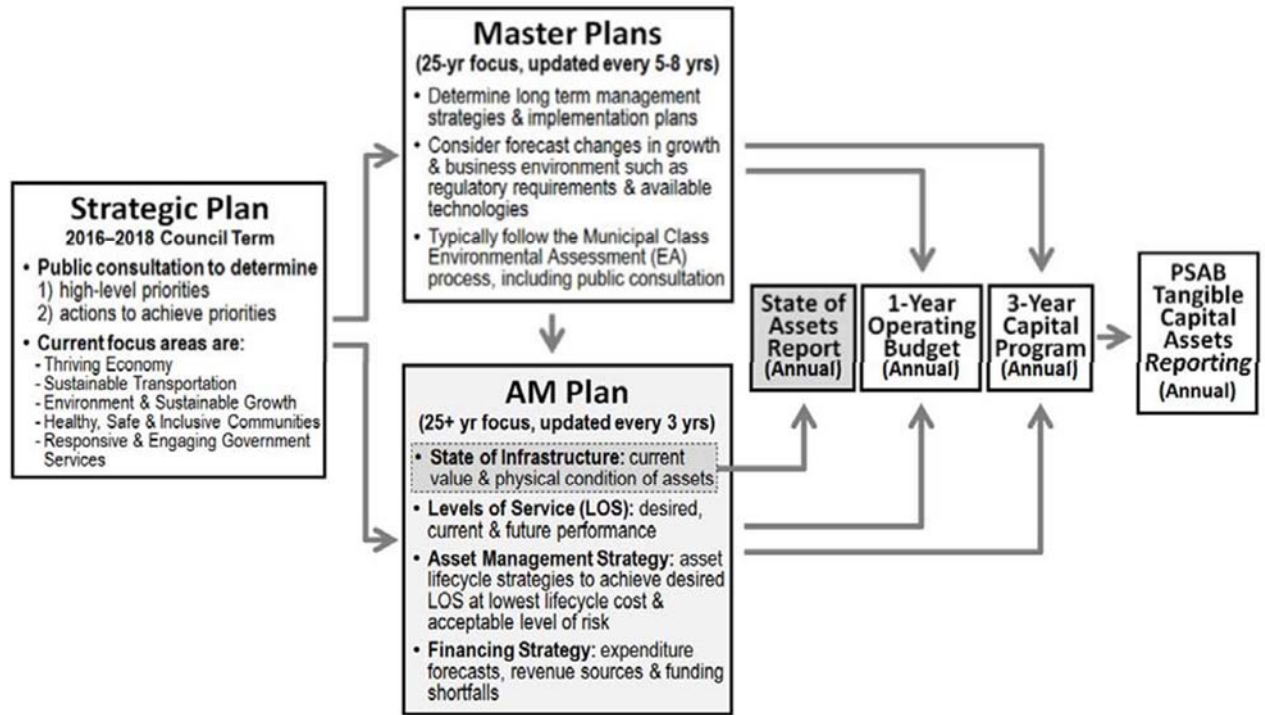 Master Plans
(25-yr focus, updated every 5-8 yrs)
• Determine long term management
strategies & implementation plans
• Consider forecast changes in growth
& business environment such as
regulatory requirements & available
technologies
• Typically follow the Municipal Class
Environmental Assessment (EA)
process, including public consultation
Strategic Plan
2016–2018 Council Term
• Public consultation to determine
1) high-level priorities
2) actions to achieve priorities
• Current focus areas are:
- Thriving Economy
- Sustainable Transportation
- Environment & Sustainable Growth
- Healthy, Safe & Inclusive Communities
- Responsive & Engaging Government
Services
AM Plan
(25+ yr focus, updated every 3 yrs)
• State of Infrastructure: current
value & physical condition of assets
• Levels of Service (LOS): desired,
current & future performance
• Asset Management Strategy: asset
lifecycle strategies to achieve desired
LOS at lowest lifecycle cost &
acceptable level of risk
• Financing Strategy: expenditure
forecasts, revenue sources & funding
shortfalls
State of
Assets
Report
(Annual)
1-Year
Operating
Budget
(Annual)
3-Year
Capital
Program
(Annual)
PSAB
Tangible
Capital
Assets
Reporting
(Annual)